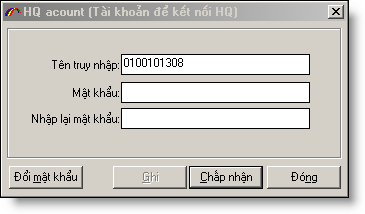 HQ acount (Tài khoản để kết nối HQ)
Tên truy nhập: 0100101308
Mật khẩu:
Nhập lại mật khẩu:
Đổi mật khẩu Ghi Chấp nhận Đóng